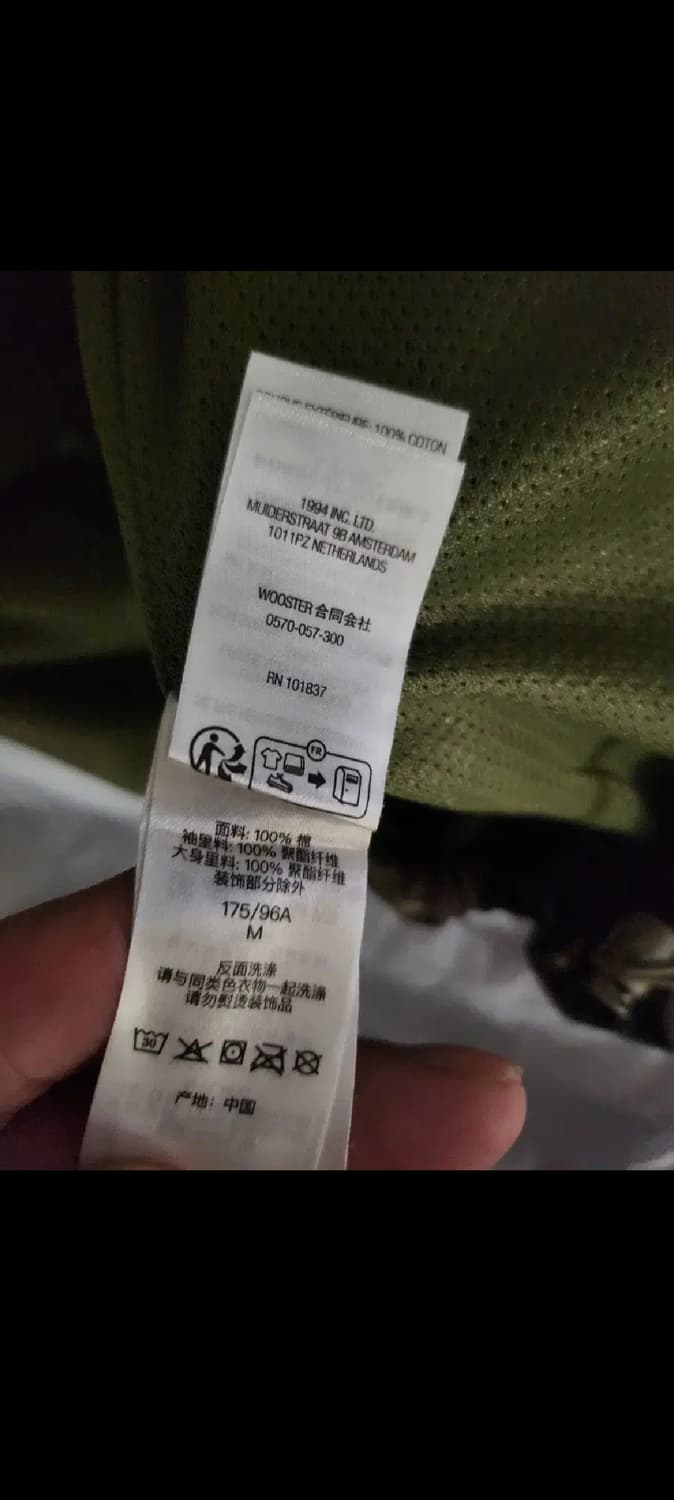 EXTÉRIEURE: 100% COTON
1994 INC. LTD.
MUIDERSTRAAT 9B AMSTERDAM
1011PZ NETHERLANDS
WOOSTER 合同会社
0570-057-300
RN 101837
FR
面料: 100% 棉
袖里料: 100% 聚酯纤维
大身里料: 100% 聚酯纤维
装饰部分除外
175/96A
M
反面洗涤
请与同类色衣物一起洗涤
请勿熨烫装饰品
30
产地: 中国